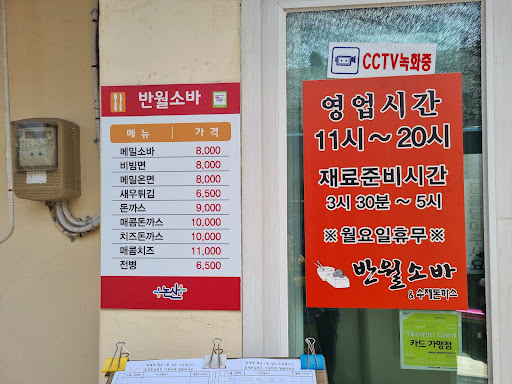 반월소바
메뉴 가격
메밀소바 8,000
비빔면 8,000
메밀온면 8,000
새우튀김 6,500
돈까스 9,000
매콤돈까스 10,000
치즈돈까스 10,000
매콤치즈 11,000
전병 6,500
논산
CCTV녹화중
영업시간
11시~20시
재료준비시간
3시 30분~5시
※월요일휴무※
반월소바
& 수제돈까스
Yeomin Card
카드 가맹점